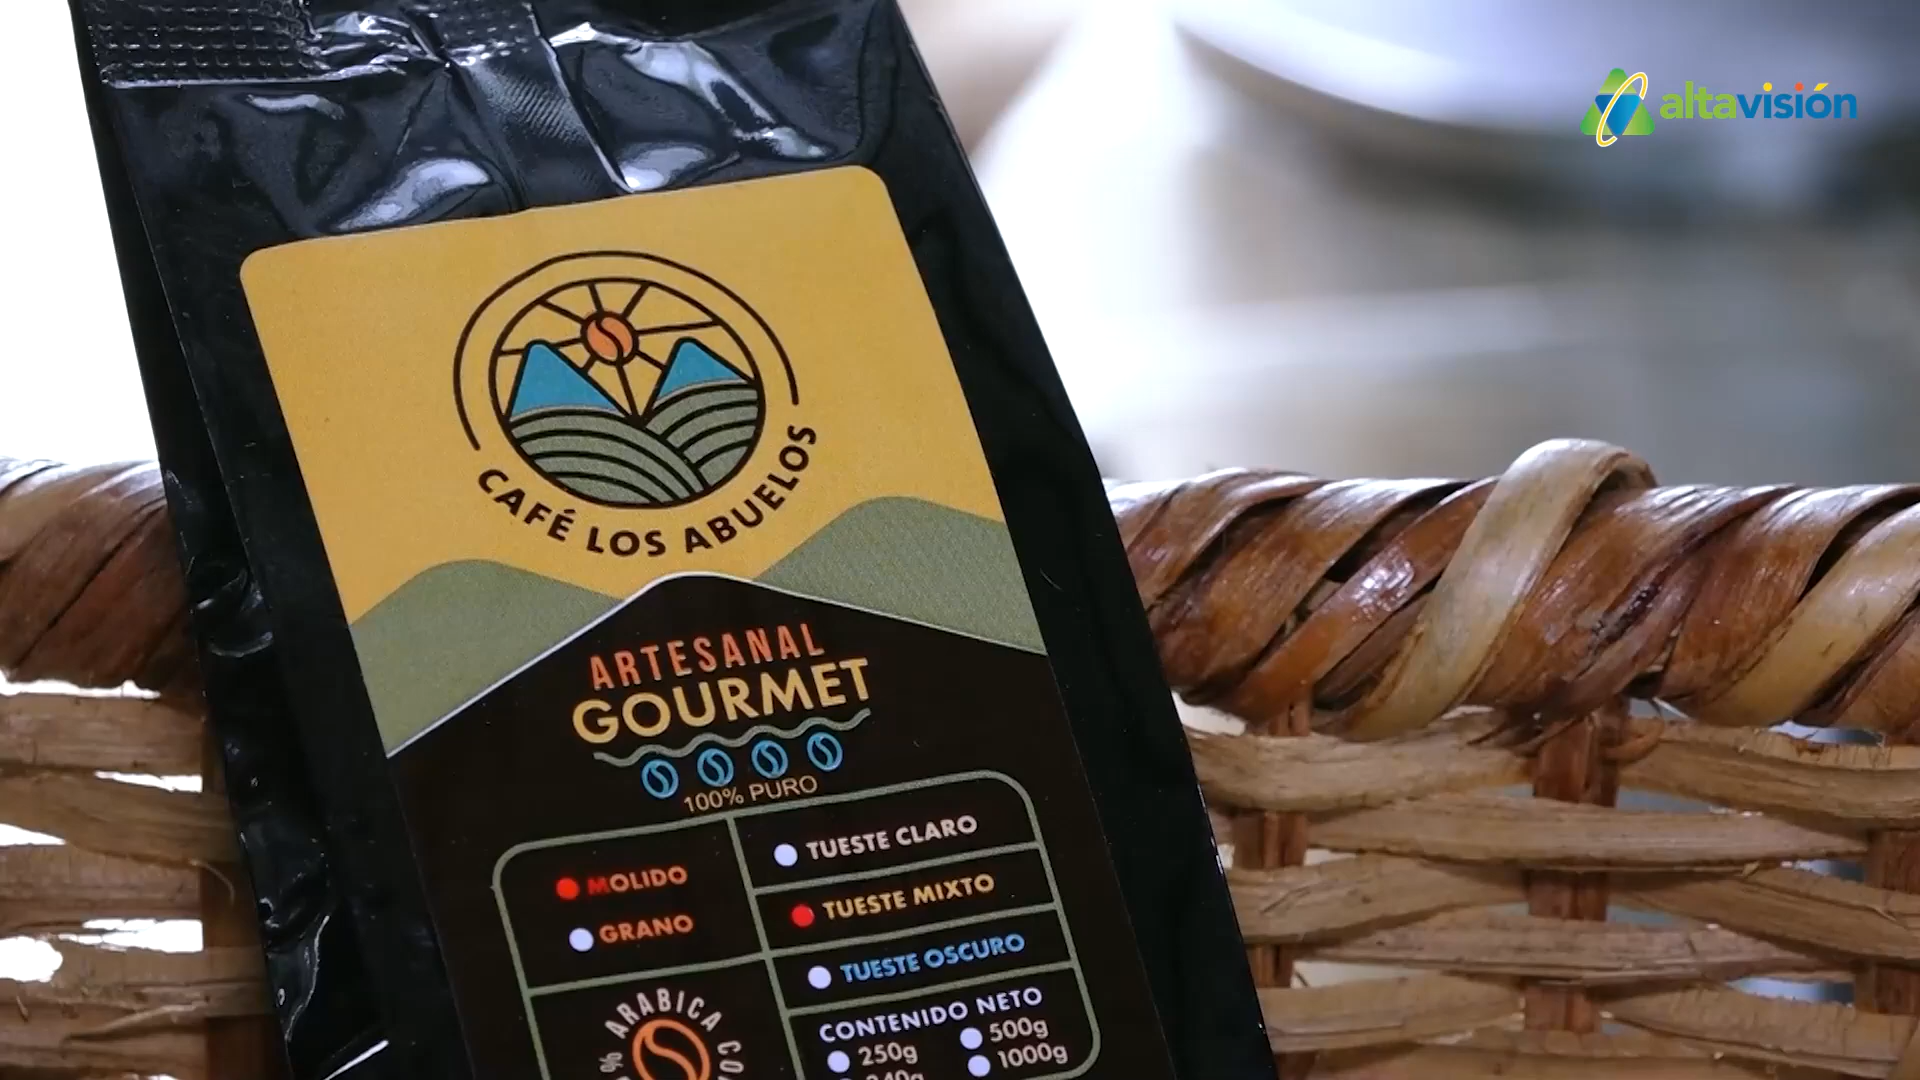 altavisión
CAFÉ LOS ABUELOS
ARTESANAL
GOURMET
100% PURO
MOLIDO
GRANO
TUESTE CLARO
TUESTE MIXTO
TUESTE OSCURO
ARABICA
CONTENIDO NETO
250g
500g
340g
1000g